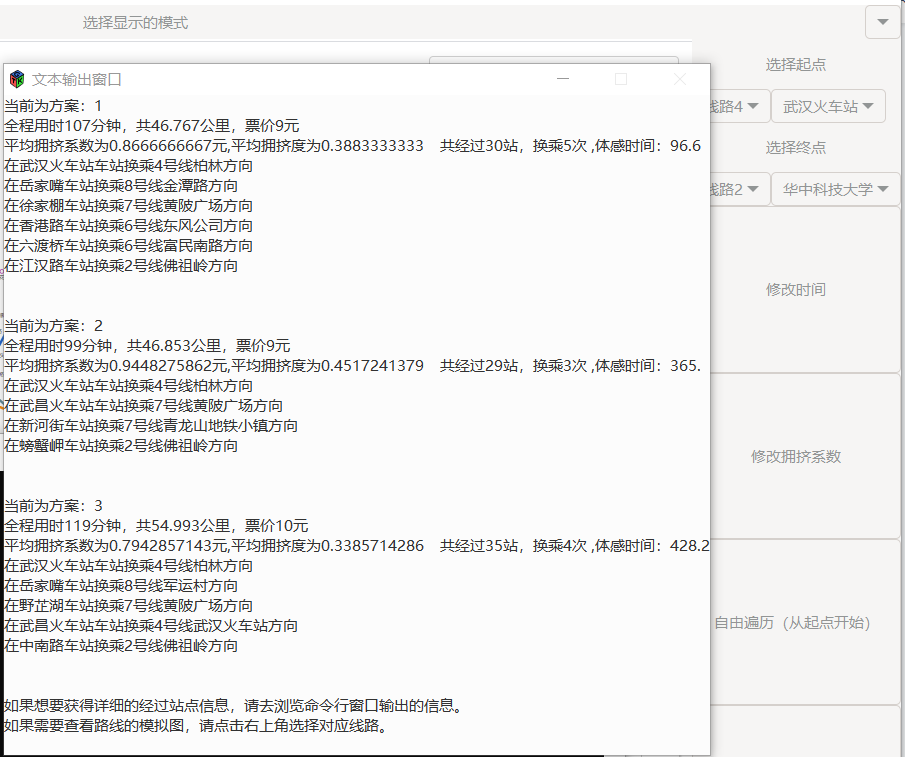 选择显示的模式
文本输出窗口
当前为方案：1
全程用时107分钟，共46.767公里，票价9元
平均拥挤系数为0.8666666667元,平均拥挤度为0.3883333333 共经过30站，换乘5次 ,体感时间：96.6
在武汉火车站车站换乘4号线柏林方向
在岳家嘴车站换乘8号线金潭路方向
在徐家棚车站换乘7号线黄陂广场方向
在香港路车站换乘6号线东风公司方向
在六渡桥车站换乘6号线富民南路方向
在江汉路车站换乘2号线佛祖岭方向
当前为方案：2
全程用时99分钟，共46.853公里，票价9元
平均拥挤系数为0.9448275862元,平均拥挤度为0.4517241379 共经过29站，换乘3次 ,体感时间：365.
在武汉火车站车站换乘4号线柏林方向
在武昌火车站车站换乘7号线黄陂广场方向
在新河街车站换乘7号线青龙山地铁小镇方向
在螃蟹岬车站换乘2号线佛祖岭方向
当前为方案：3
全程用时119分钟，共54.993公里，票价10元
平均拥挤系数为0.7942857143元,平均拥挤度为0.3385714286 共经过35站，换乘4次 ,体感时间：428.2
在武汉火车站车站换乘4号线柏林方向
在岳家嘴车站换乘8号线军运村方向
在野芷湖车站换乘7号线黄陂广场方向
在武昌火车站车站换乘4号线武汉火车站方向
在中南路车站换乘2号线佛祖岭方向
如果想要获得详细的经过站点信息，请去浏览命令行窗口输出的信息。
如果需要查看路线的模拟图，请点击右上角选择对应线路。
选择起点
线路4 武汉火车站
选择终点
线路2 华中科技大学
修改时间
修改拥挤系数
自由遍历（从起点开始）